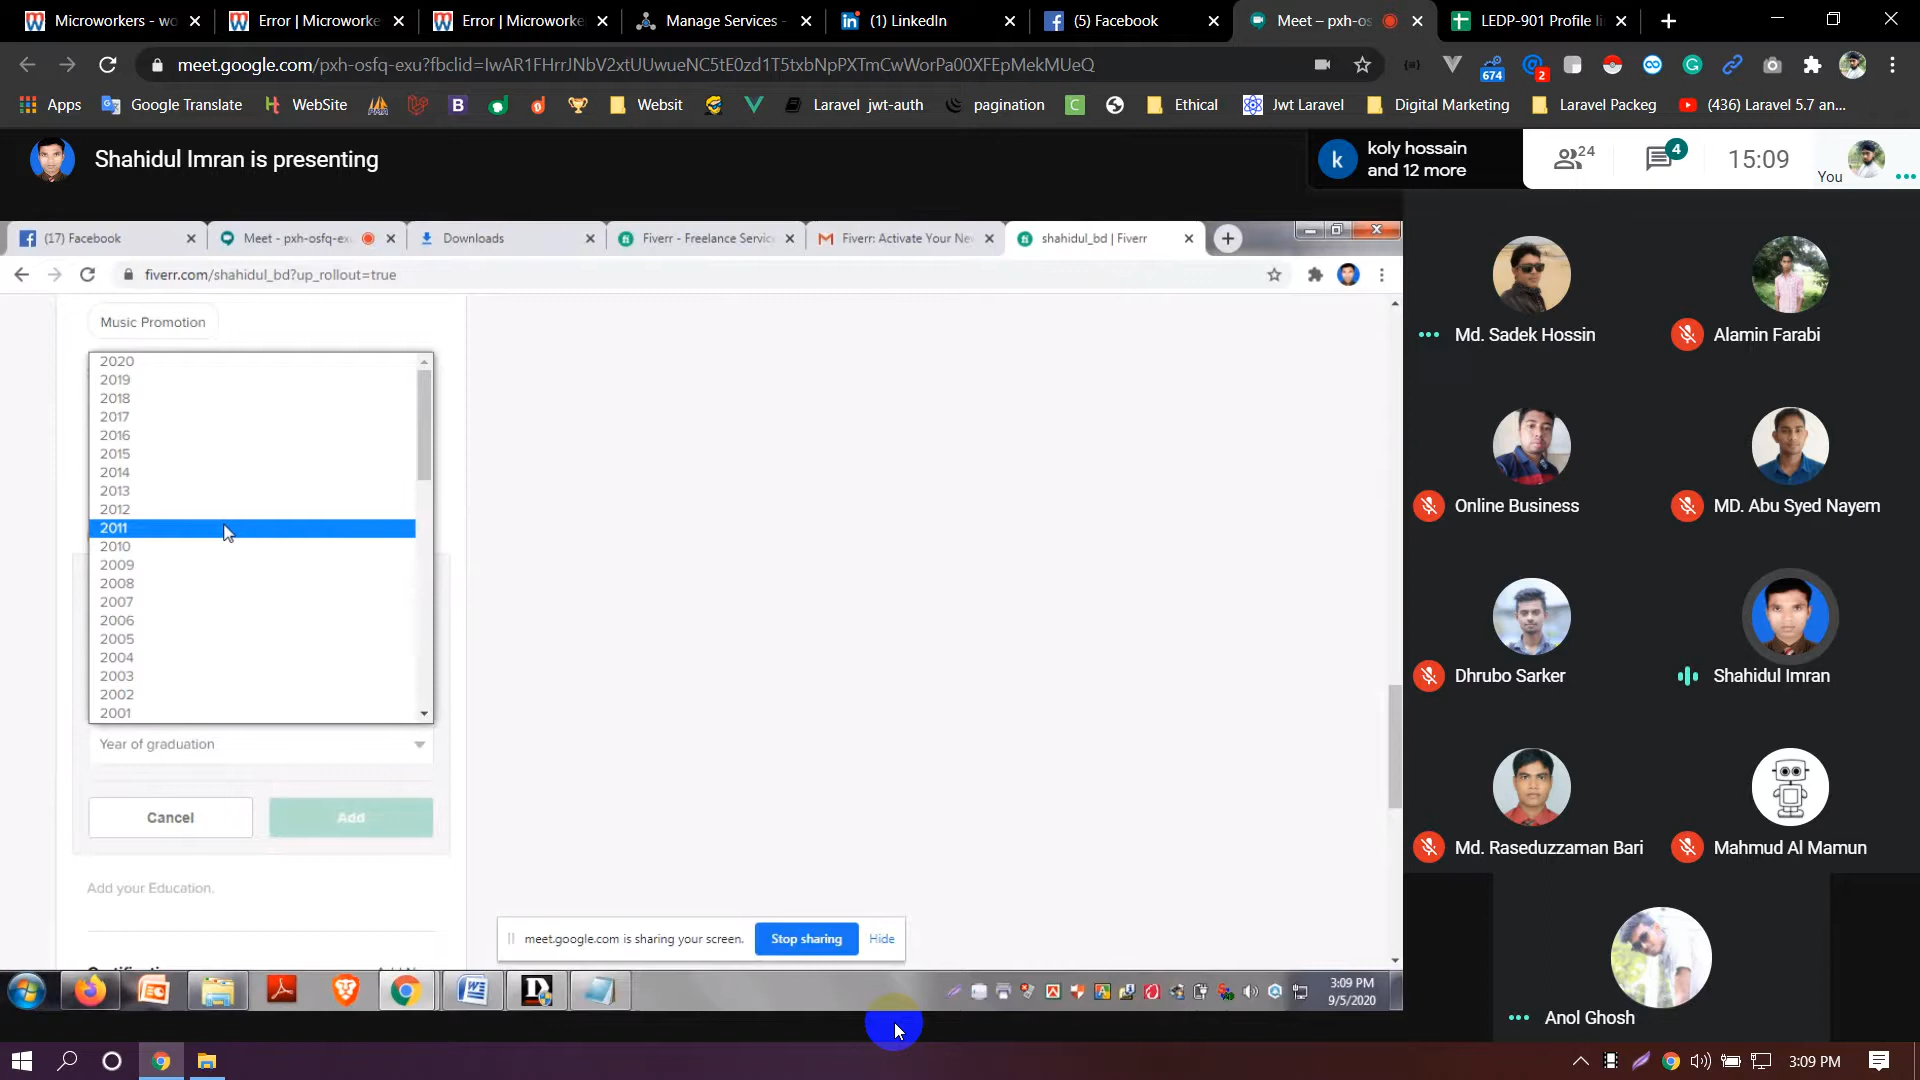 Microworkers - wo
Error | Microworke
Error | Microworke
Manage Services -
(1) LinkedIn
(5) Facebook
Meet – pxh-os
LEDP-901 Profile li
meet.google.com/pxh-osfq-exu?fbclid=IwAR1FHrrJNbV2xtUUwueNC5tE0zd1T5txbNpPXTmCwWorPa00XFEpMekMUeQ
674
2
Apps
Google Translate
WebSite
Websit
Laravel jwt-auth
pagination
Ethical
Jwt Laravel
Digital Marketing
Laravel Packeg
(436) Laravel 5.7 an...
Shahidul Imran is presenting
k
koly hossain
and 12 more
24
4
15:09
You
(17) Facebook
Meet - pxh-osfq-ex
Downloads
Fiverr - Freelance Servic
Fiverr: Activate Your Ne
shahidul_bd | Fiverr
fiverr.com/shahidul_bd?up_rollout=true
Music Promotion
2020
2019
2018
2017
2016
2015
2014
2013
2012
2011
2010
2009
2008
2007
2006
2005
2004
2003
2002
2001
Year of graduation
Cancel
Add
Add your Education.
meet.google.com is sharing your screen.
Stop sharing
Hide
3:09 PM
9/5/2020
Md. Sadek Hossin
Alamin Farabi
Online Business
MD. Abu Syed Nayem
Dhrubo Sarker
Shahidul Imran
Md. Raseduzzaman Bari
Mahmud Al Mamun
Anol Ghosh
3:09 PM